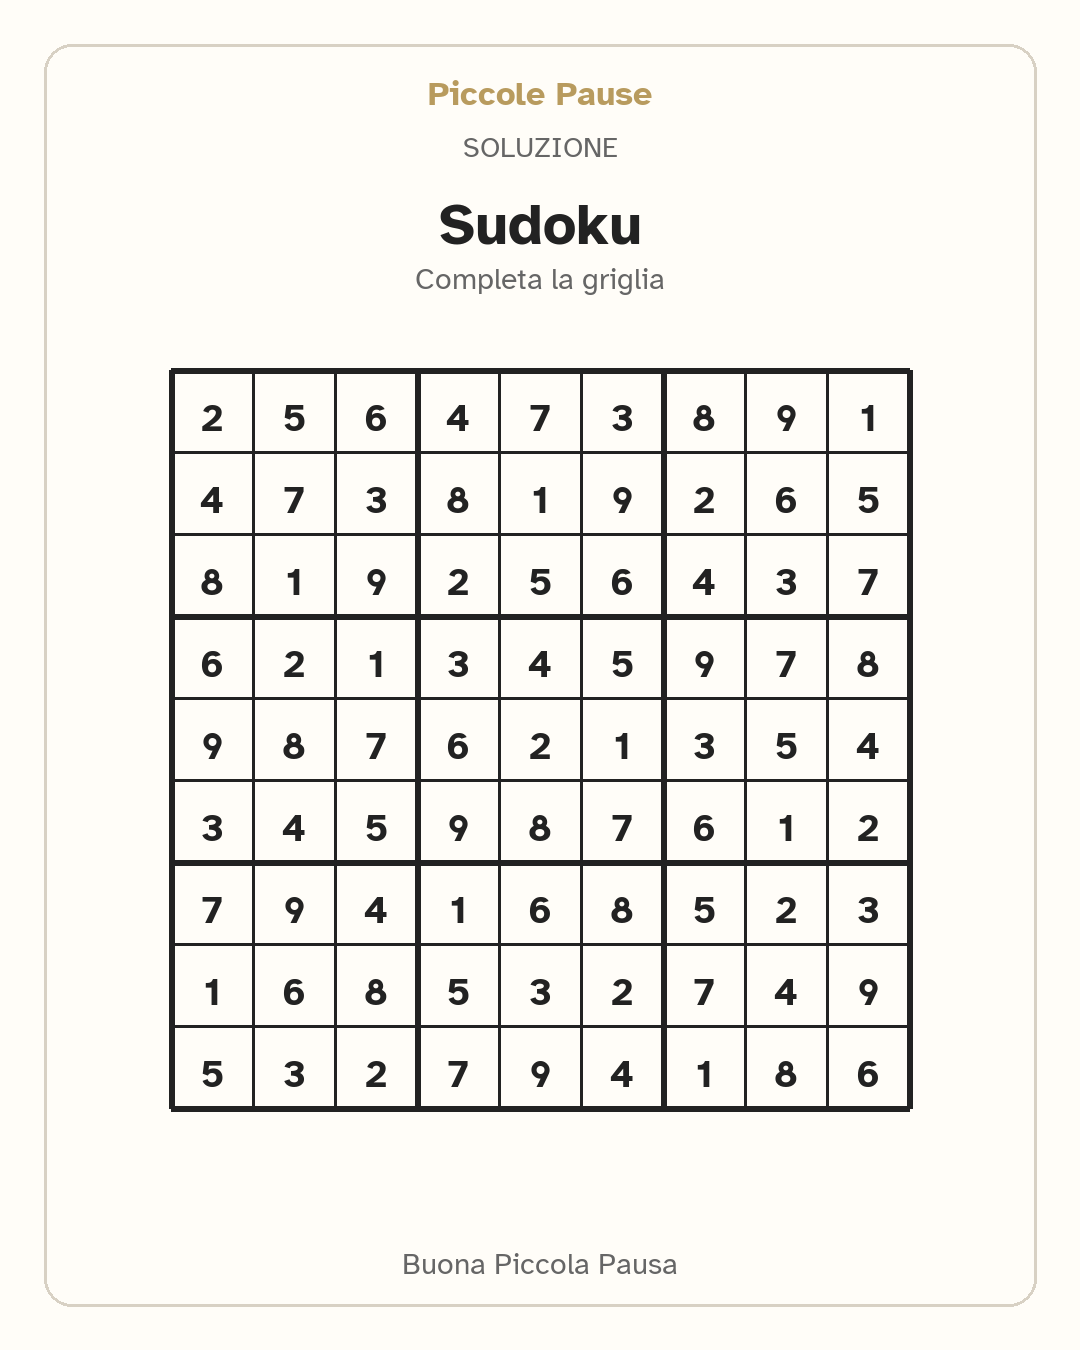 Piccole Pause
SOLUZIONE
Sudoku
Completa la griglia
2 5 6 4 7 3 8 9 1
4 7 3 8 1 9 2 6 5
8 1 9 2 5 6 4 3 7
6 2 1 3 4 5 9 7 8
9 8 7 6 2 1 3 5 4
3 4 5 9 8 7 6 1 2
7 9 4 1 6 8 5 2 3
1 6 8 5 3 2 7 4 9
5 3 2 7 9 4 1 8 6
Buona Piccola Pausa